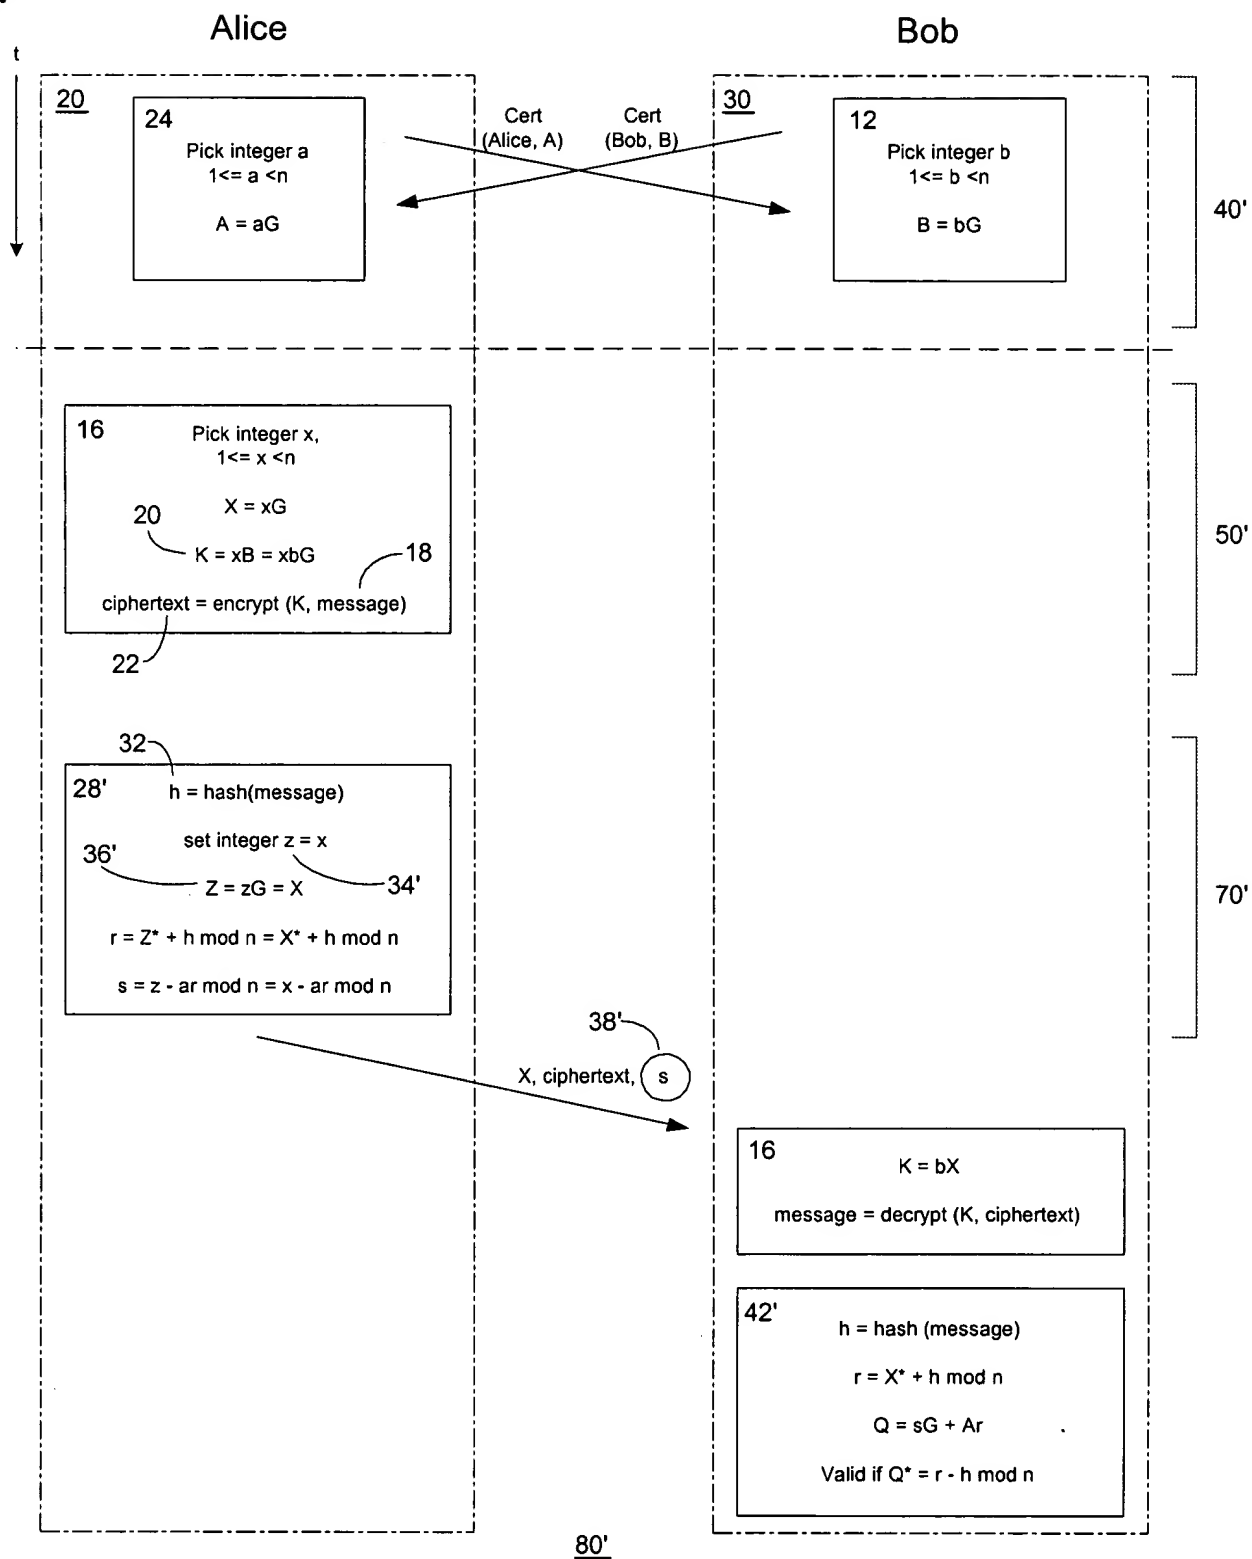 Alice
Bob
t
20
24
Pick integer a
1<= a <n
A = aG
Cert
(Alice, A)
Cert
(Bob, B)
30
12
Pick integer b
1<= b <n
B = bG
40'
16
Pick integer x,
1<= x <n
X = xG
20
K = xB = xbG
18
ciphertext = encrypt (K, message)
22
50'
32
28'
h = hash(message)
set integer z = x
36'
34'
Z = zG = X
r = Z* + h mod n = X* + h mod n
s = z - ar mod n = x - ar mod n
70'
38'
X, ciphertext, s
16
K = bX
message = decrypt (K, ciphertext)
42'
h = hash (message)
r = X* + h mod n
Q = sG + Ar
Valid if Q* = r - h mod n
80'